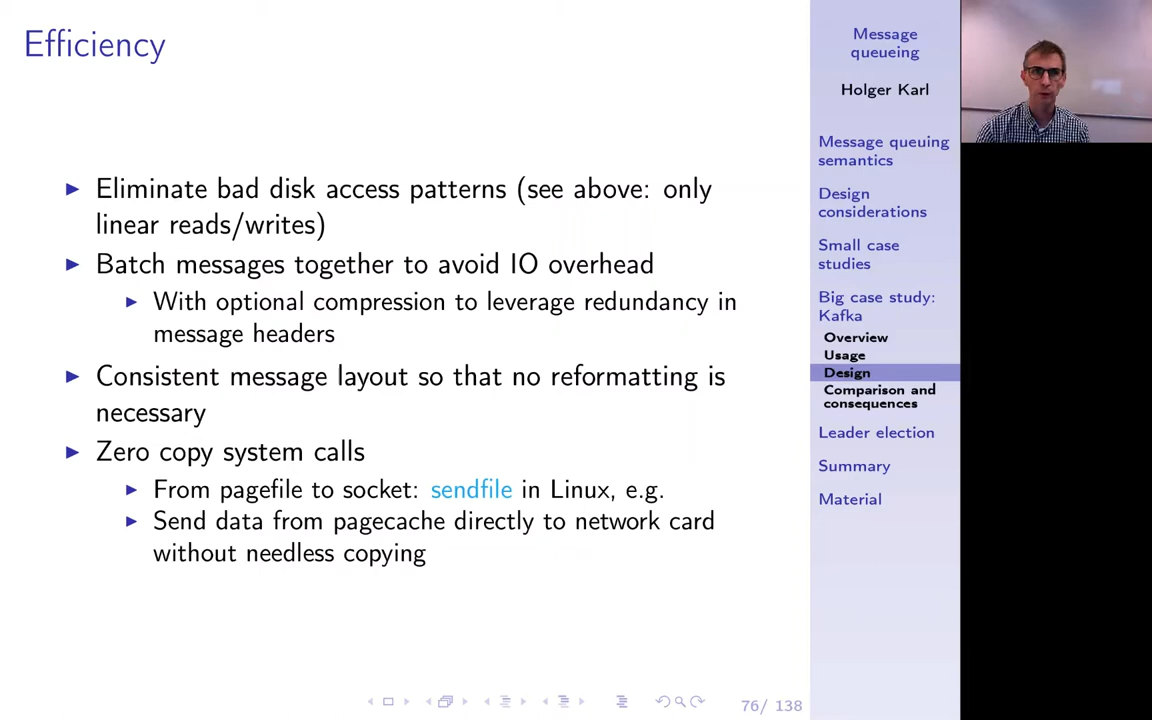 Efficiency
Eliminate bad disk access patterns (see above: only
linear reads/writes)
Batch messages together to avoid IO overhead
With optional compression to leverage redundancy in
message headers
Consistent message layout so that no reformatting is
necessary
Zero copy system calls
From pagefile to socket: sendfile in Linux, e.g.
Send data from pagecache directly to network card
without needless copying
76/ 138
Message
queueing
Holger Karl
Message queuing
semantics
Design
considerations
Small case
studies
Big case study:
Kafka
Overview
Usage
Design
Comparison and
consequences
Leader election
Summary
Material